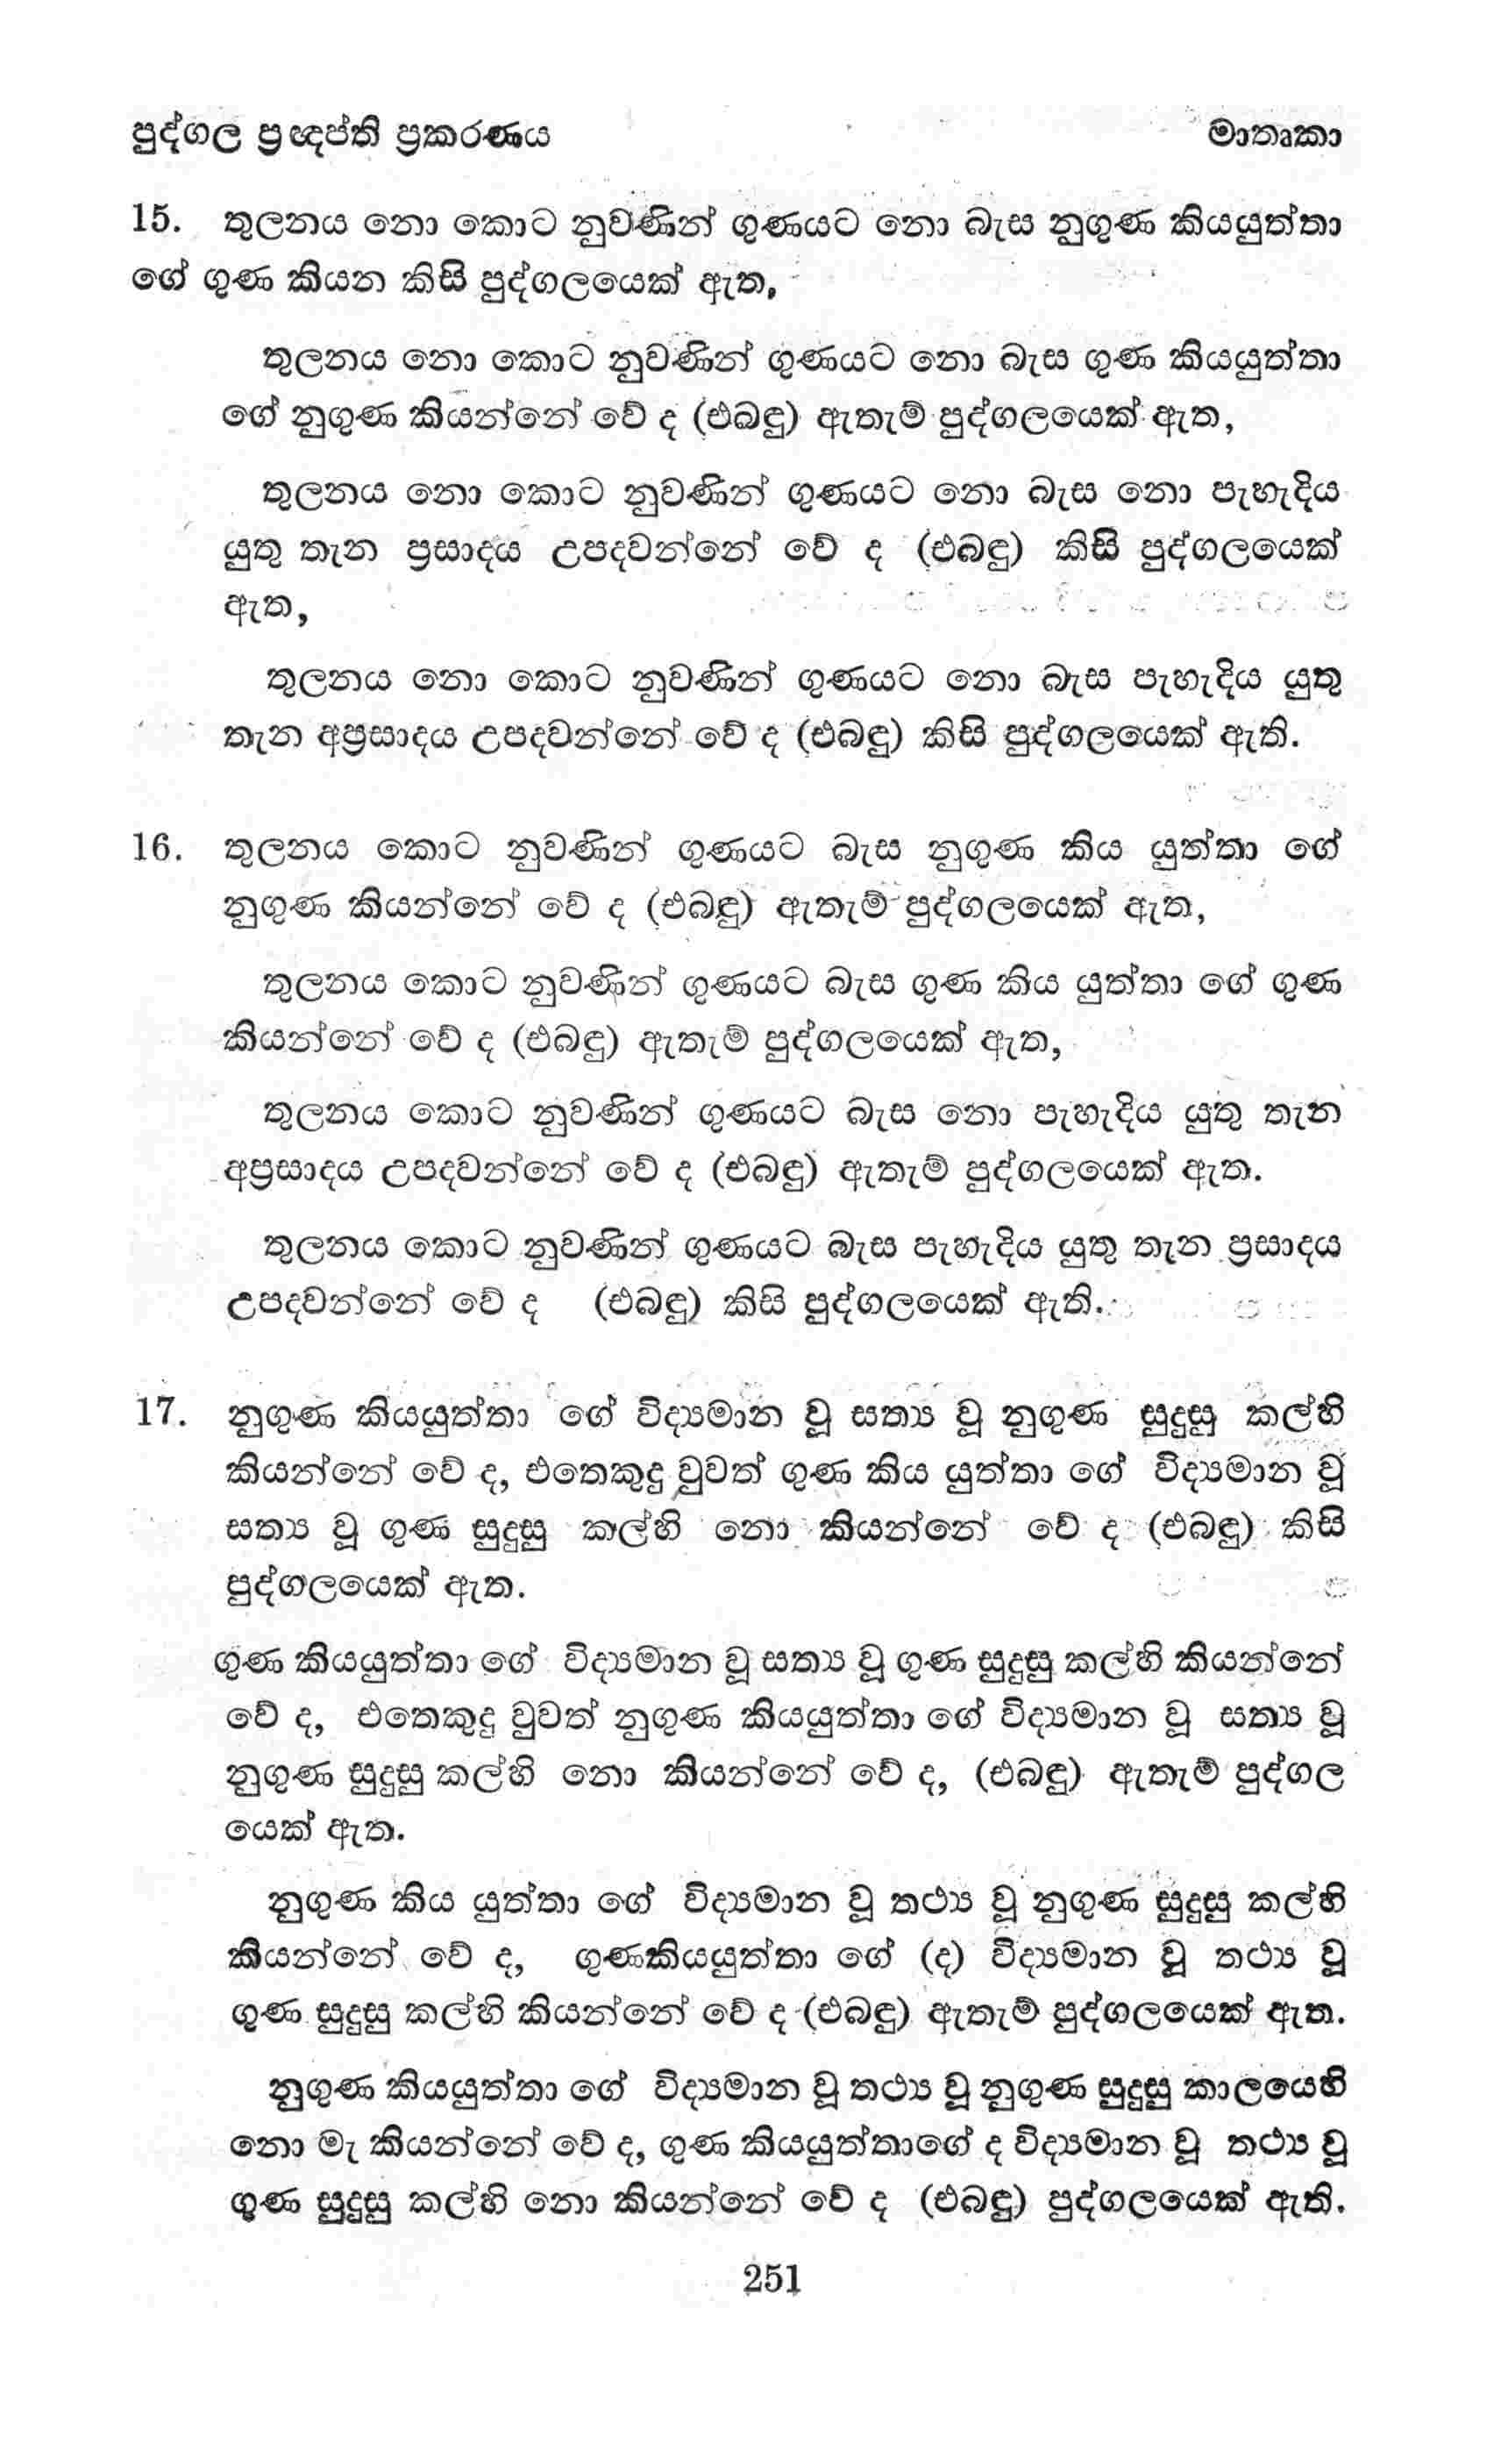 පුද්ගල ප්‍රඥප්ති ප්‍රකරණය
මාතෘකා
15. තුලනය නො කොට නුවණින් ගුණයට නො බැස නුගුණ කියයුත්තා
ගේ ගුණ කියන කිසි පුද්ගලයෙක් ඇත,
තුලනය නො කොට නුවණින් ගුණයට නො බැස ගුණ කියයුත්තා
ගේ නුගුණ කියන්නේ වේ ද (එබඳු) ඇතැම් පුද්ගලයෙක් ඇත,
තුලනය නො කොට නුවණින් ගුණයට නො බැස නො පැහැදිය
යුතු තැන ප්‍රසාදය උපදවන්නේ වේ ද (එබඳු) කිසි පුද්ගලයෙක්
ඇත,
තුලනය නො කොට නුවණින් ගුණයට නො බැස පැහැදිය යුතු
තැන අප්‍රසාදය උපදවන්නේ වේ ද (එබඳු) කිසි පුද්ගලයෙක් ඇති.
16. තුලනය කොට නුවණින් ගුණයට බැස නුගුණ කිය යුත්තා ගේ
නුගුණ කියන්නේ වේ ද (එබඳු) ඇතැම් පුද්ගලයෙක් ඇත,
තුලනය කොට නුවණින් ගුණයට බැස ගුණ කිය යුත්තා ගේ ගුණ
කියන්නේ වේ ද (එබඳු) ඇතැම් පුද්ගලයෙක් ඇත,
තුලනය කොට නුවණින් ගුණයට බැස නො පැහැදිය යුතු තැන
අප්‍රසාදය උපදවන්නේ වේ ද (එබඳු) ඇතැම් පුද්ගලයෙක් ඇත.
තුලනය කොට නුවණින් ගුණයට බැස පැහැදිය යුතු තැන ප්‍රසාදය
උපදවන්නේ වේ ද (එබඳු) කිසි පුද්ගලයෙක් ඇති.
17. නුගුණ කියයුත්තා ගේ විද්‍යමාන වූ සත්‍ය වූ නුගුණ සුදුසු කල්හි
කියන්නේ වේ ද, එතෙකුදු වුවත් ගුණ කිය යුත්තා ගේ විද්‍යමාන වූ
සත්‍ය වූ ගුණ සුදුසු කල්හි නො කියන්නේ වේ ද (එබඳු) කිසි
පුද්ගලයෙක් ඇත.
ගුණ කියයුත්තා ගේ විද්‍යමාන වූ සත්‍ය වූ ගුණ සුදුසු කල්හි කියන්නේ
වේ ද, එතෙකුදු වුවත් නුගුණ කියයුත්තා ගේ විද්‍යමාන වූ සත්‍ය වූ
නුගුණ සුදුසු කල්හි නො කියන්නේ වේ ද, (එබඳු) ඇතැම් පුද්ගල
යෙක් ඇත.
නුගුණ කිය යුත්තා ගේ විද්‍යමාන වූ තථ්‍ය වූ නුගුණ සුදුසු කල්හි
කියන්නේ වේ ද, ගුණකියයුත්තා ගේ (ද) විද්‍යමාන වූ තථ්‍ය වූ
ගුණ සුදුසු කල්හි කියන්නේ වේ ද (එබඳු) ඇතැම් පුද්ගලයෙක් ඇත.
නුගුණ කියයුත්තා ගේ විද්‍යමාන වූ තථ්‍ය වූ නුගුණ සුදුසු කාලයෙහි
නො මැ කියන්නේ වේ ද, ගුණ කියයුත්තාගේ ද විද්‍යමාන වූ තථ්‍ය වූ
ගුණ සුදුසු කල්හි නො කියන්නේ වේ ද (එබඳු) පුද්ගලයෙක් ඇති.
251